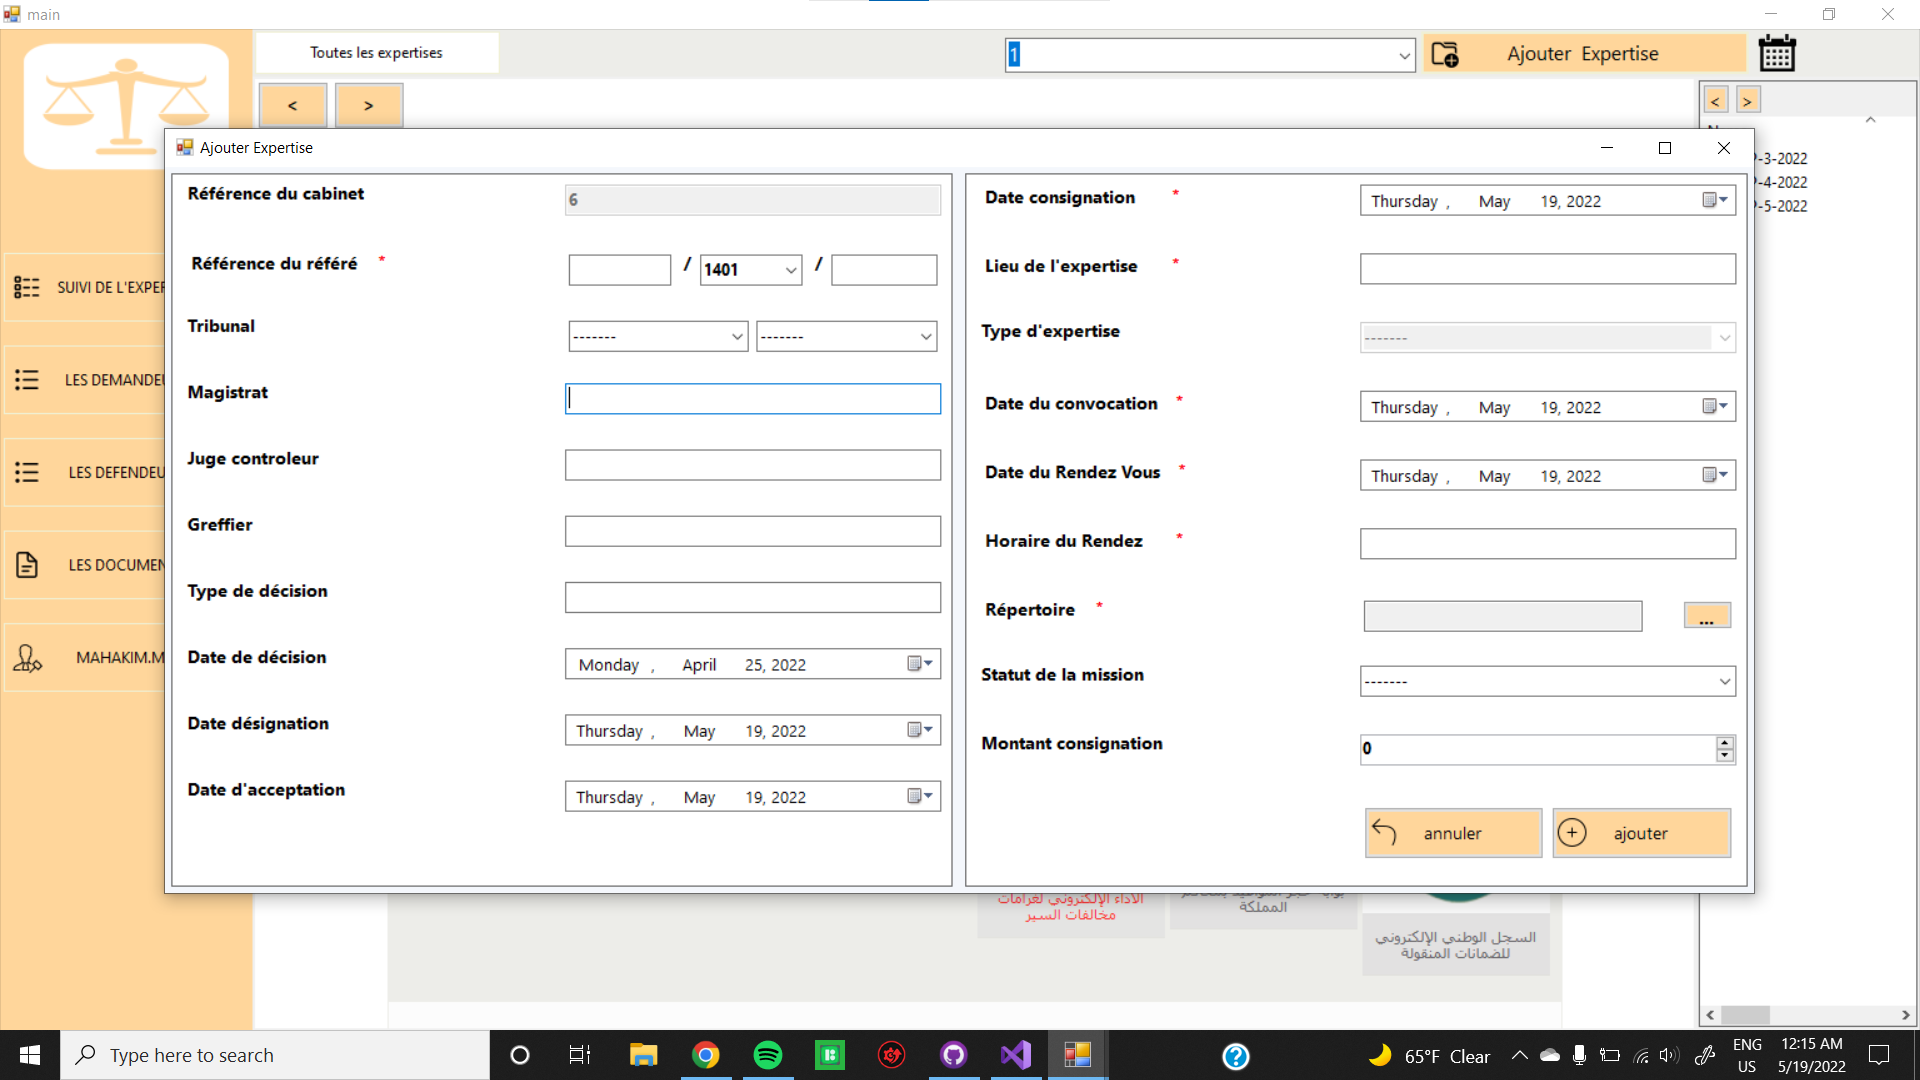 main
Toutes les expertises
1
Ajouter Expertise
<
>
<
>
Ajouter Expertise
-3-2022
-4-2022
-5-2022
SUIVI DE L'EXPER
LES DEMANDEU
LES DEFENDEU
LES DOCUMEN
MAHAKIM.M
Référence du cabinet
6
Référence du référé *
/ 1401 /
Tribunal
-------
-------
Magistrat
Juge controleur
Greffier
Type de décision
Date de décision
Monday , April 25, 2022
Date désignation
Thursday , May 19, 2022
Date d'acceptation
Thursday , May 19, 2022
Date consignation *
Thursday , May 19, 2022
Lieu de l'expertise *
Type d'expertise
-------
Date du convocation *
Thursday , May 19, 2022
Date du Rendez Vous *
Thursday , May 19, 2022
Horaire du Rendez *
Répertoire *
...
Statut de la mission
-------
Montant consignation
0
annuler
ajouter
الأداء الإلكتروني لغرامات
مخالفات السير
المملكة
السجل الوطني الإلكتروني
للضمانات المنقولة
Type here to search
65°F Clear
ENG
US
12:15 AM
5/19/2022